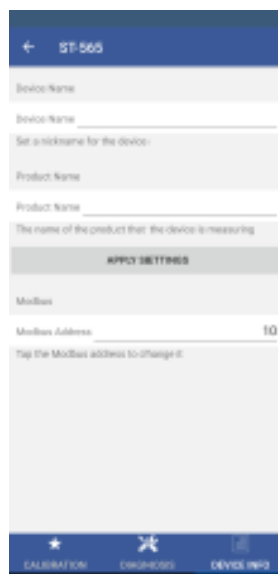 ST-565
Device Name
Device Name
Set a nickname for the device
Product Name
Product Name
The name of the product that the device is measuring
APPLY SETTINGS
Modbus
Modbus Address 10
Tap the Modbus address to change it
CALIBRATION DIAGNOSIS DEVICE INFO